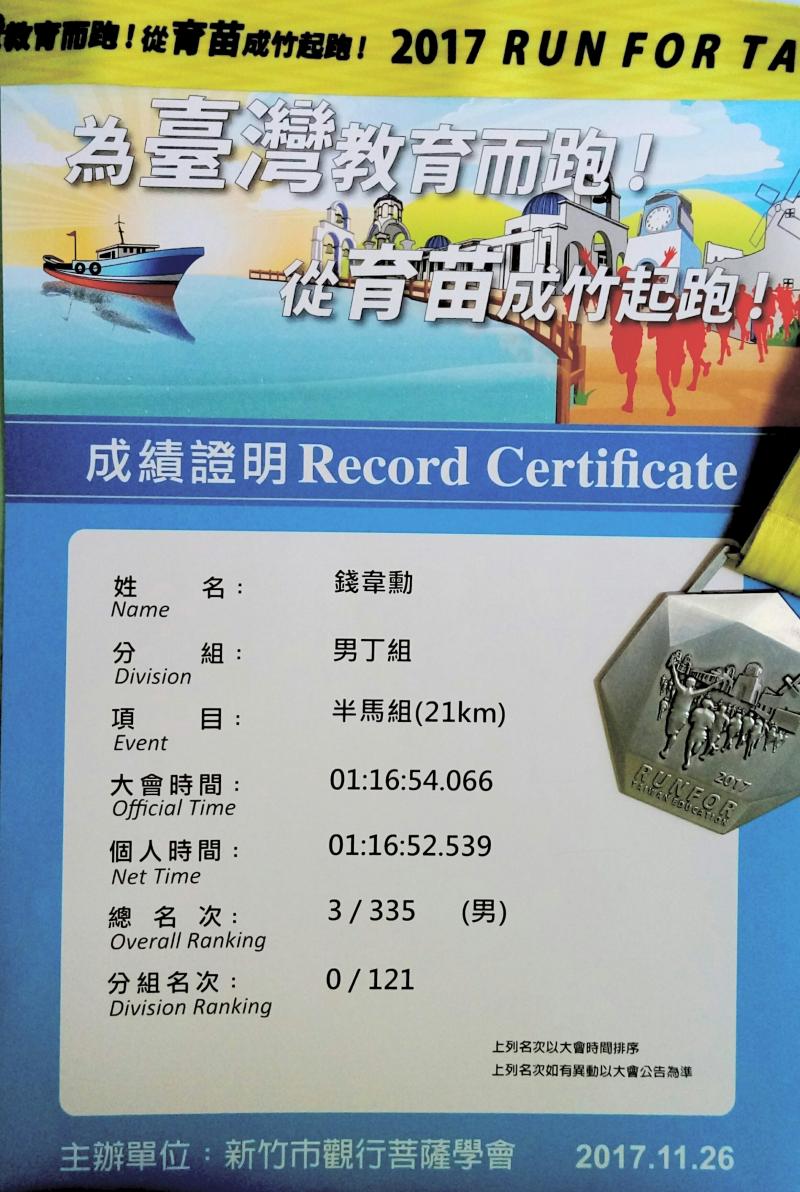 教育而跑！從育苗成竹起跑！ 2017 RUN FOR TA
為臺灣教育而跑！
從育苗成竹起跑！
成績證明 Record Certificate
姓 名： 錢韋勳
Name
分 組： 男丁組
Division
項 目： 半馬組(21km)
Event
大會時間： 01:16:54.066
Official Time
個人時間： 01:16:52.539
Net Time
總 名 次： 3 / 335 (男)
Overall Ranking
分組名次： 0 / 121
Division Ranking
2017
RUN FOR
TAIWAN EDUCATION
上列名次以大會時間排序
上列名次如有異動以大會公告為準
主辦單位：新竹市觀行菩薩學會 2017.11.26